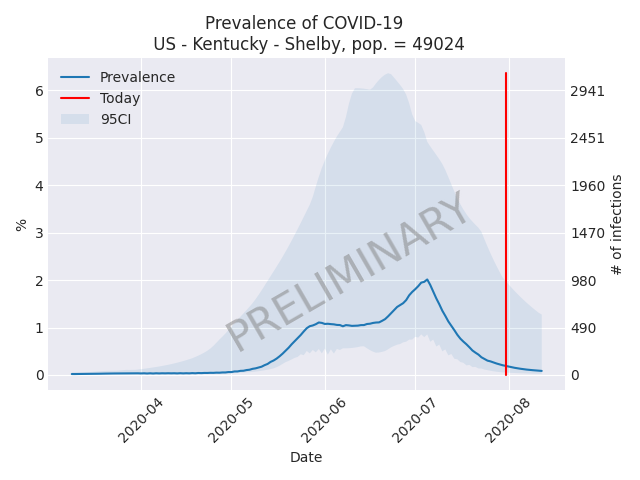 Prevalence of COVID-19
US - Kentucky - Shelby, pop. = 49024
Prevalence
Today
95CI
PRELIMINARY
%
6
5
4
3
2
1
0
2941
2451
1960
1470
980
490
0
# of infections
2020-04
2020-05
2020-06
2020-07
2020-08
Date